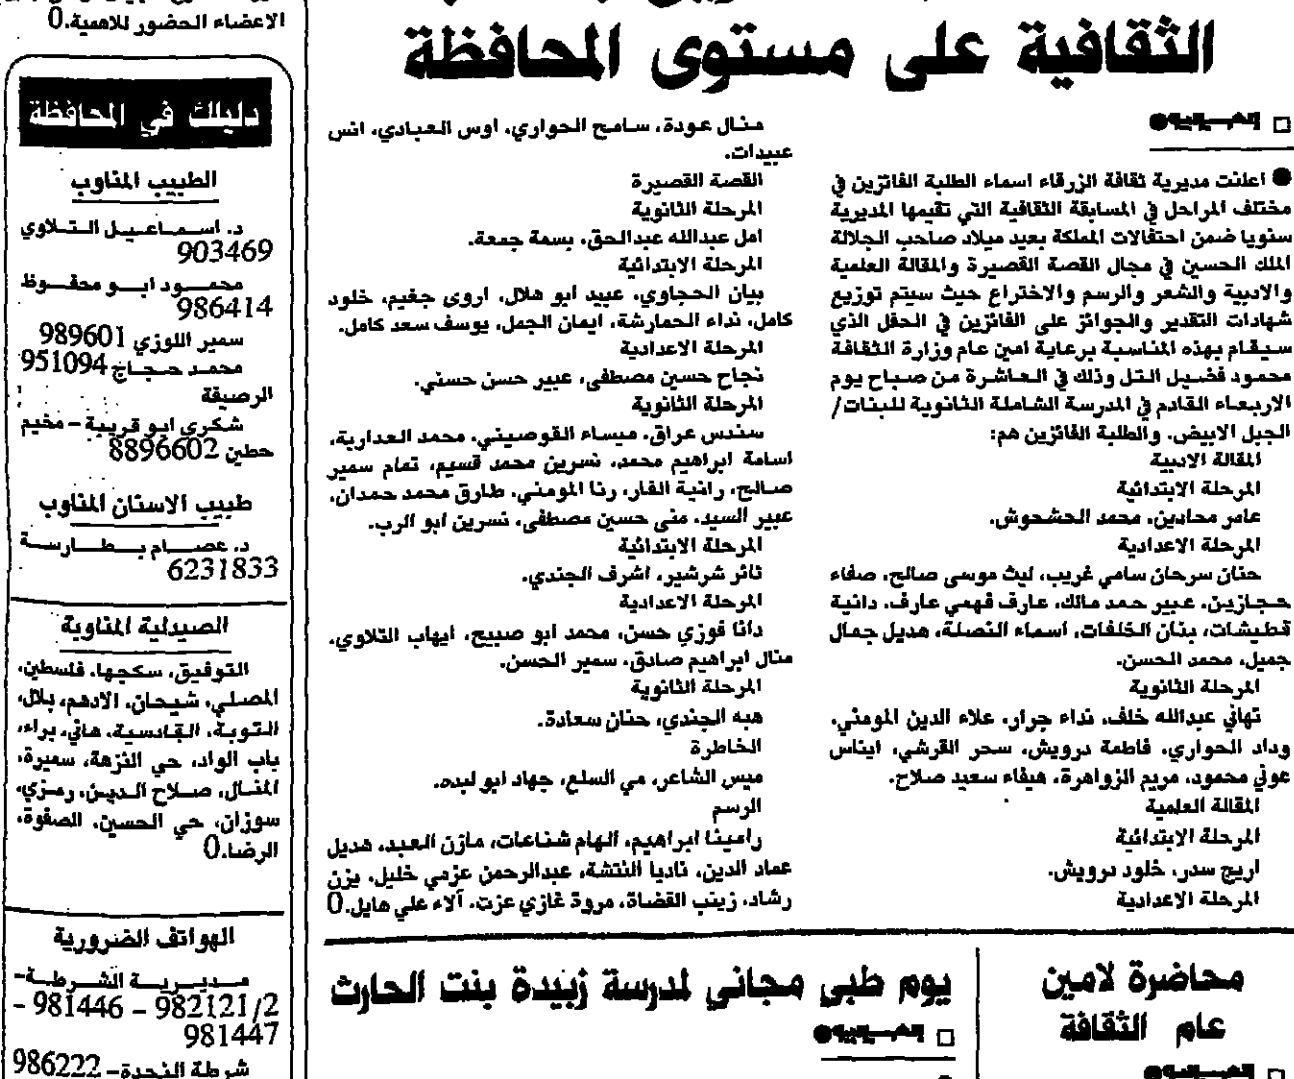 الثقافية على مستوى المحافظة
● اعلنت مديرية ثقافة الزرقاء اسماء الطلبة الفائزين في
مختلف المراحل في المسابقة الثقافية التي تقيمها المديرية
سنويا ضمن احتفالات المملكة بعيد ميلاد صاحب الجلالة
الملك الحسين في مجال القصة القصيرة والمقالة العلمية
والادبية والشعر والرسم والاختراع حيث سيتم توزيع
شهادات التقدير والجوائز على الفائزين في الحفل الذي
سيقام بهذه المناسبة برعاية امين عام وزارة الثقافة
محمود فضيل التل وذلك في العاشرة من صباح يوم
الاربعاء القادم في المدرسة الشاملة الثانوية للبنات/
الجبل الابيض. والطلبة الفائزين هم:
المقالة الادبية
المرحلة الابتدائية
عامر محادين، محمد الحشحوش.
المرحلة الاعدادية
حنان سرحان سامي غريب، ليث موسى صالح، صفاء
حجازين، عبير حمد مالك، عارف فهمي عارف، دانية
قطيشات، بنان الخلفات، اسماء النصلة، هديل جمال
جميل، محمد الحسن.
المرحلة الثانوية
تهاني عبدالله خلف، نداء جرار، علاء الدين المومني،
وداد الحواري، فاطمة درويش، سحر القرشي، ايناس
عوني محمود، مريم الزواهرة، هيفاء سعيد صلاح.
المقالة العلمية
المرحلة الابتدائية
اريج سدر، خلود درويش.
المرحلة الاعدادية
منال عودة، سامح الحواري، اوس العبادي، انس
عبيدات.
القصة القصيرة
المرحلة الثانوية
امل عبدالله عبدالحق، بسمة جمعة.
المرحلة الابتدائية
بيان الحجاوي، عبيد ابو هلال، اروى جغيم، خلود
كامل، نداء الحمارشة، ايمان الجمل، يوسف سعد كامل.
المرحلة الاعدادية
نجاح حسين مصطفى، عبير حسن حسني.
المرحلة الثانوية
سندس عراق، ميساء القوصيني، محمد العدارية،
اسامة ابراهيم محمد، نسرين محمد قسيم، تمام سمير
صالح، رانية الفار، رنا المومني، طارق محمد حمدان،
عبير السيد، منى حسين مصطفى، نسرين ابو الرب.
المرحلة الابتدائية
ثائر شرشير، اشرف الجندي.
المرحلة الاعدادية
دانا فوزي حسن، محمد ابو صبيح، ايهاب التلاوي،
منال ابراهيم صادق، سمير الحسن.
المرحلة الثانوية
هبه الجندي، حنان سعادة.
الخاطرة
ميس الشاعر، مي السلع، جهاد ابو لبده.
الرسم
رامينا ابراهيم، الهام شناعات، مازن العبد، هديل
عماد الدين، ناديا النتشة، عبدالرحمن عزمي خليل، يزن
رشاد، زينب القضاة، مروة غازي عزت، آلاء علي هايل.0
الاعضاء الحضور للاهمية.0
دليلك في المحافظة
الطبيب المناوب
د. اسماعيل التلاوي
903469
محمود ابو محفوظ
986414
سمير اللوزي 989601
محمد حجاج 951094
الرصيفة
شكري ابو قريبة – مخيم
حطين 8896602
طبيب الاسنان المناوب
د. عصام بطارسة
6231833
الصيدلية المناوبة
التوفيق، سكجها، فلسطين،
المصلي، شيحان، الادهم، بلال،
التوبة، القادسية، هاني، براء،
باب الواد، حي النزهة، سميرة،
المنال، صلاح الدين، رمزي،
سوزان، حي الحسين، الصفوة،
الرضا.0
الهواتف الضرورية
مديرية الشرطة –
982121/2 – 981446 –
981447
شرطة النجدة – 986222
محاضرة لامين
عام الثقافة
يوم طبي مجاني لمدرسة زبيدة بنت الحارث